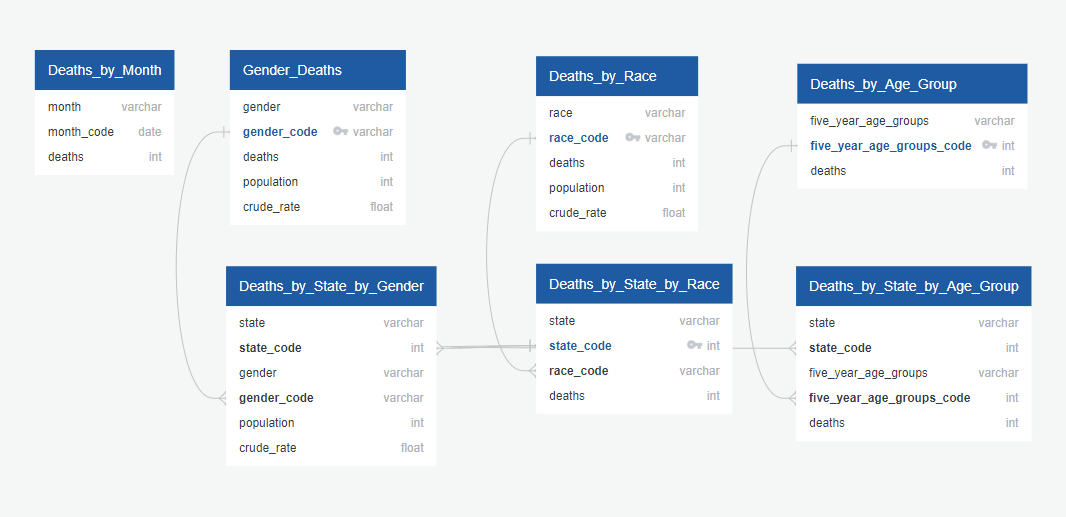 Deaths_by_Month
month varchar
month_code date
deaths int
Gender_Deaths
gender varchar
gender_code varchar
deaths int
population int
crude_rate float
Deaths_by_Race
race varchar
race_code varchar
deaths int
population int
crude_rate float
Deaths_by_Age_Group
five_year_age_groups varchar
five_year_age_groups_code int
deaths int
Deaths_by_State_by_Gender
state varchar
state_code int
gender varchar
gender_code varchar
population int
crude_rate float
Deaths_by_State_by_Race
state varchar
state_code int
race_code varchar
deaths int
Deaths_by_State_by_Age_Group
state varchar
state_code int
five_year_age_groups varchar
five_year_age_groups_code int
deaths int